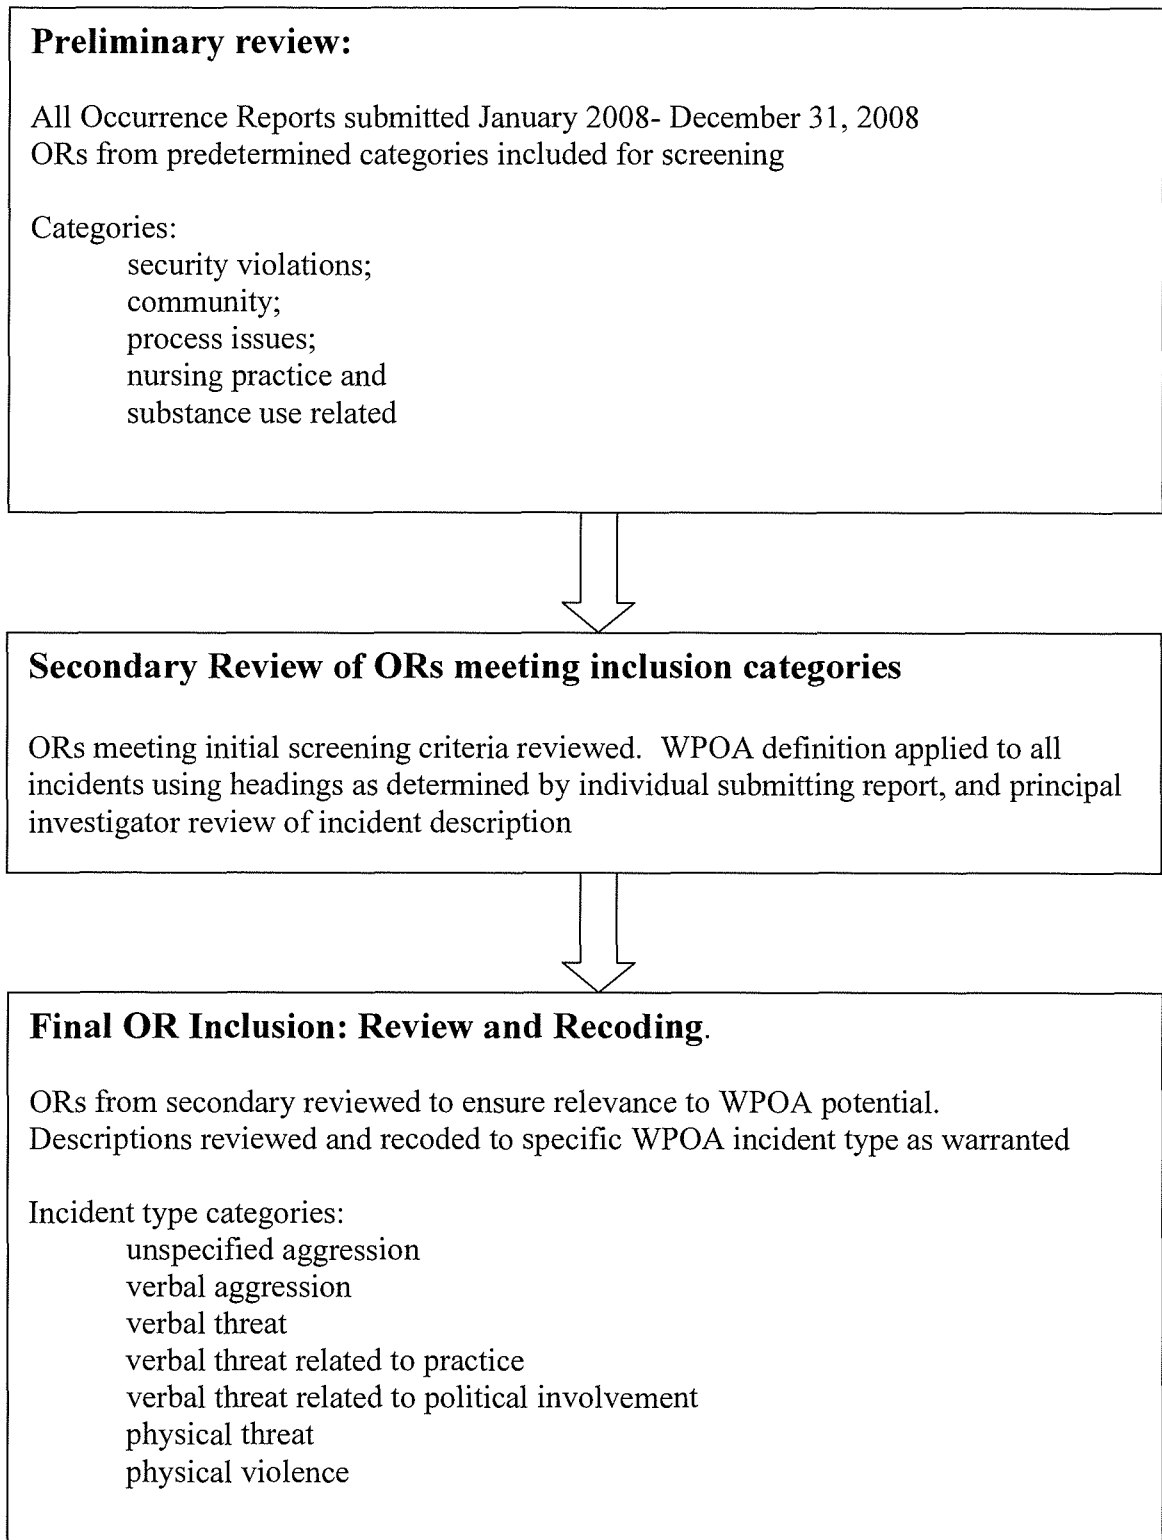 Preliminary review:
All Occurrence Reports submitted January 2008- December 31, 2008
ORs from predetermined categories included for screening
Categories:
security violations;
community;
process issues;
nursing practice and
substance use related
Secondary Review of ORs meeting inclusion categories
ORs meeting initial screening criteria reviewed.  WPOA definition applied to all
incidents using headings as determined by individual submitting report, and principal
investigator review of incident description
Final OR Inclusion: Review and Recoding.
ORs from secondary reviewed to ensure relevance to WPOA potential.
Descriptions reviewed and recoded to specific WPOA incident type as warranted
Incident type categories:
unspecified aggression
verbal aggression
verbal threat
verbal threat related to practice
verbal threat related to political involvement
physical threat
physical violence